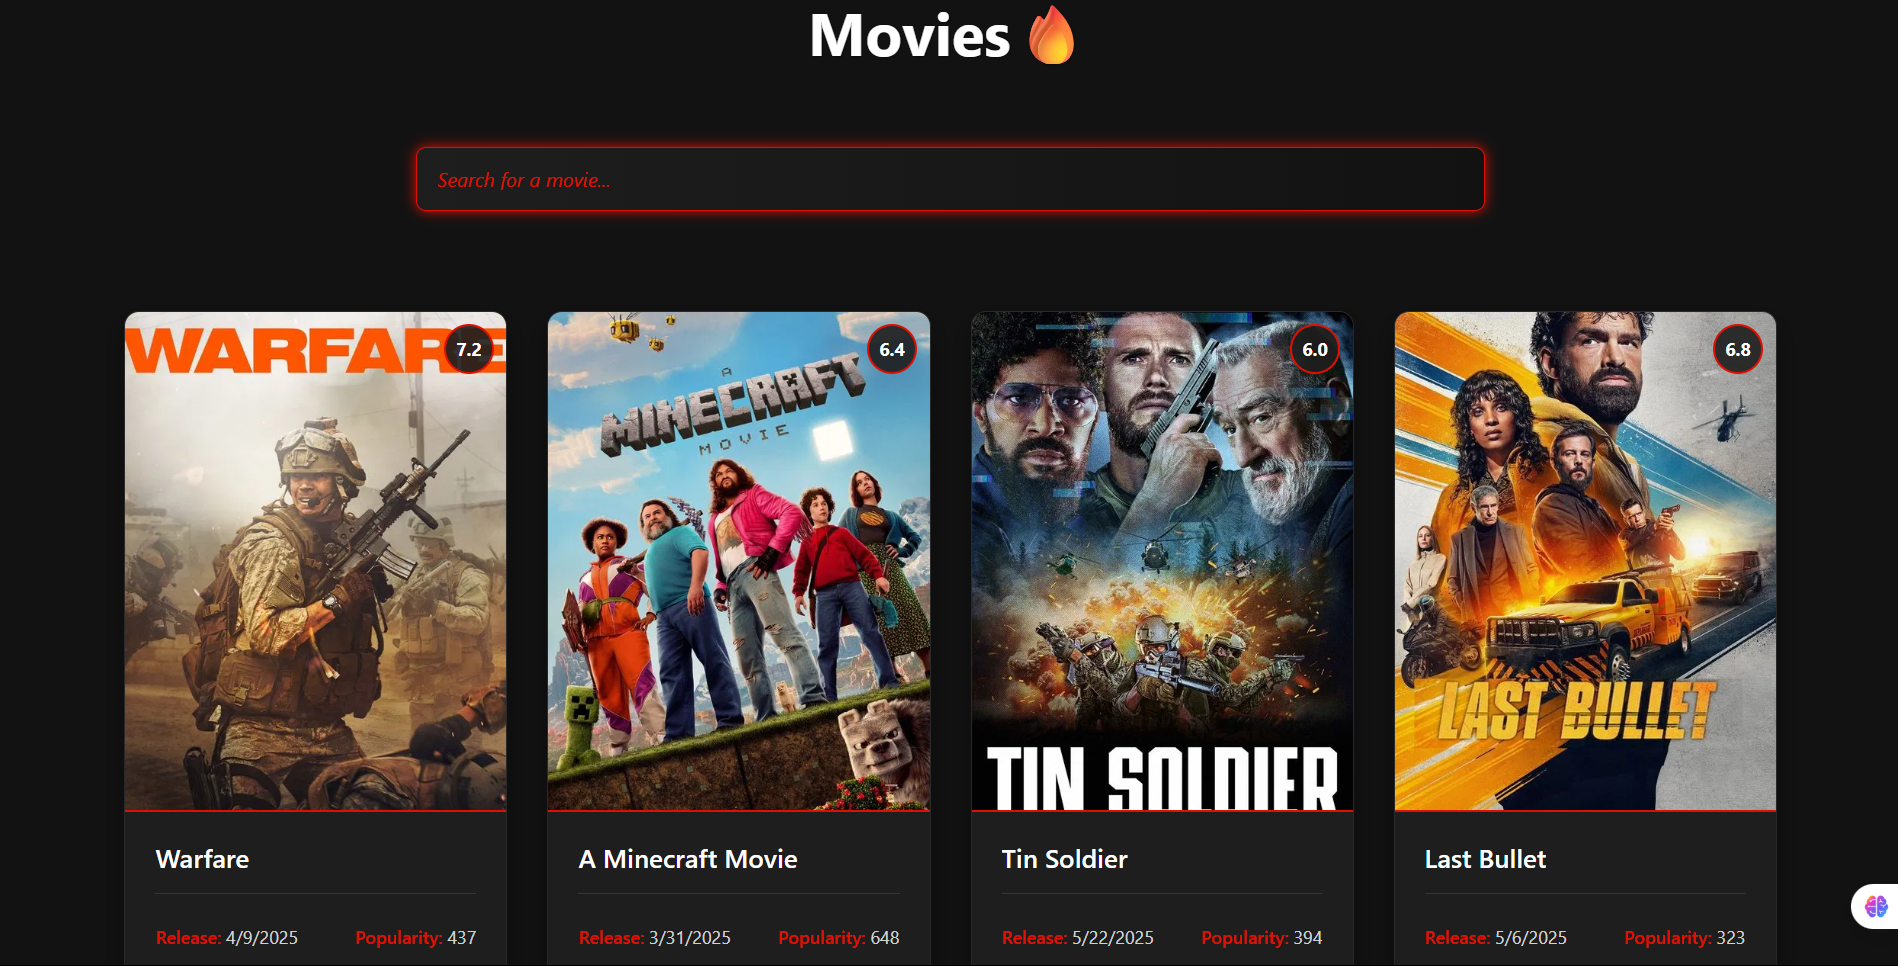 Movies 🔥
Search for a movie...
WARFARE
7.2
A
MINECRAFT
MOVIE
6.4
6.0
TIN SOLDIER
6.8
LAST BULLET
Warfare
A Minecraft Movie
Tin Soldier
Last Bullet
Release: 4/9/2025 Popularity: 437
Release: 3/31/2025 Popularity: 648
Release: 5/22/2025 Popularity: 394
Release: 5/6/2025 Popularity: 323